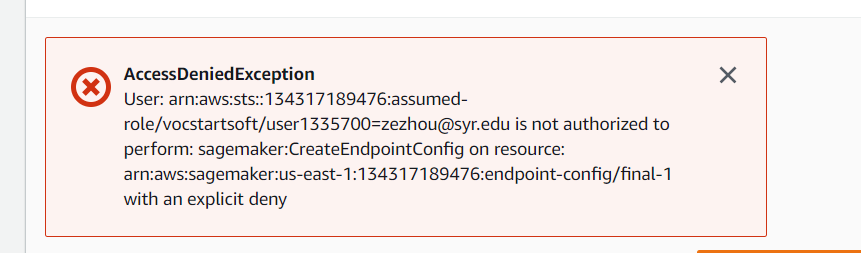 AccessDeniedException
User: arn:aws:sts::134317189476:assumed-
role/vocstartsoft/user1335700=zezhou@syr.edu is not authorized to
perform: sagemaker:CreateEndpointConfig on resource:
arn:aws:sagemaker:us-east-1:134317189476:endpoint-config/final-1
with an explicit deny